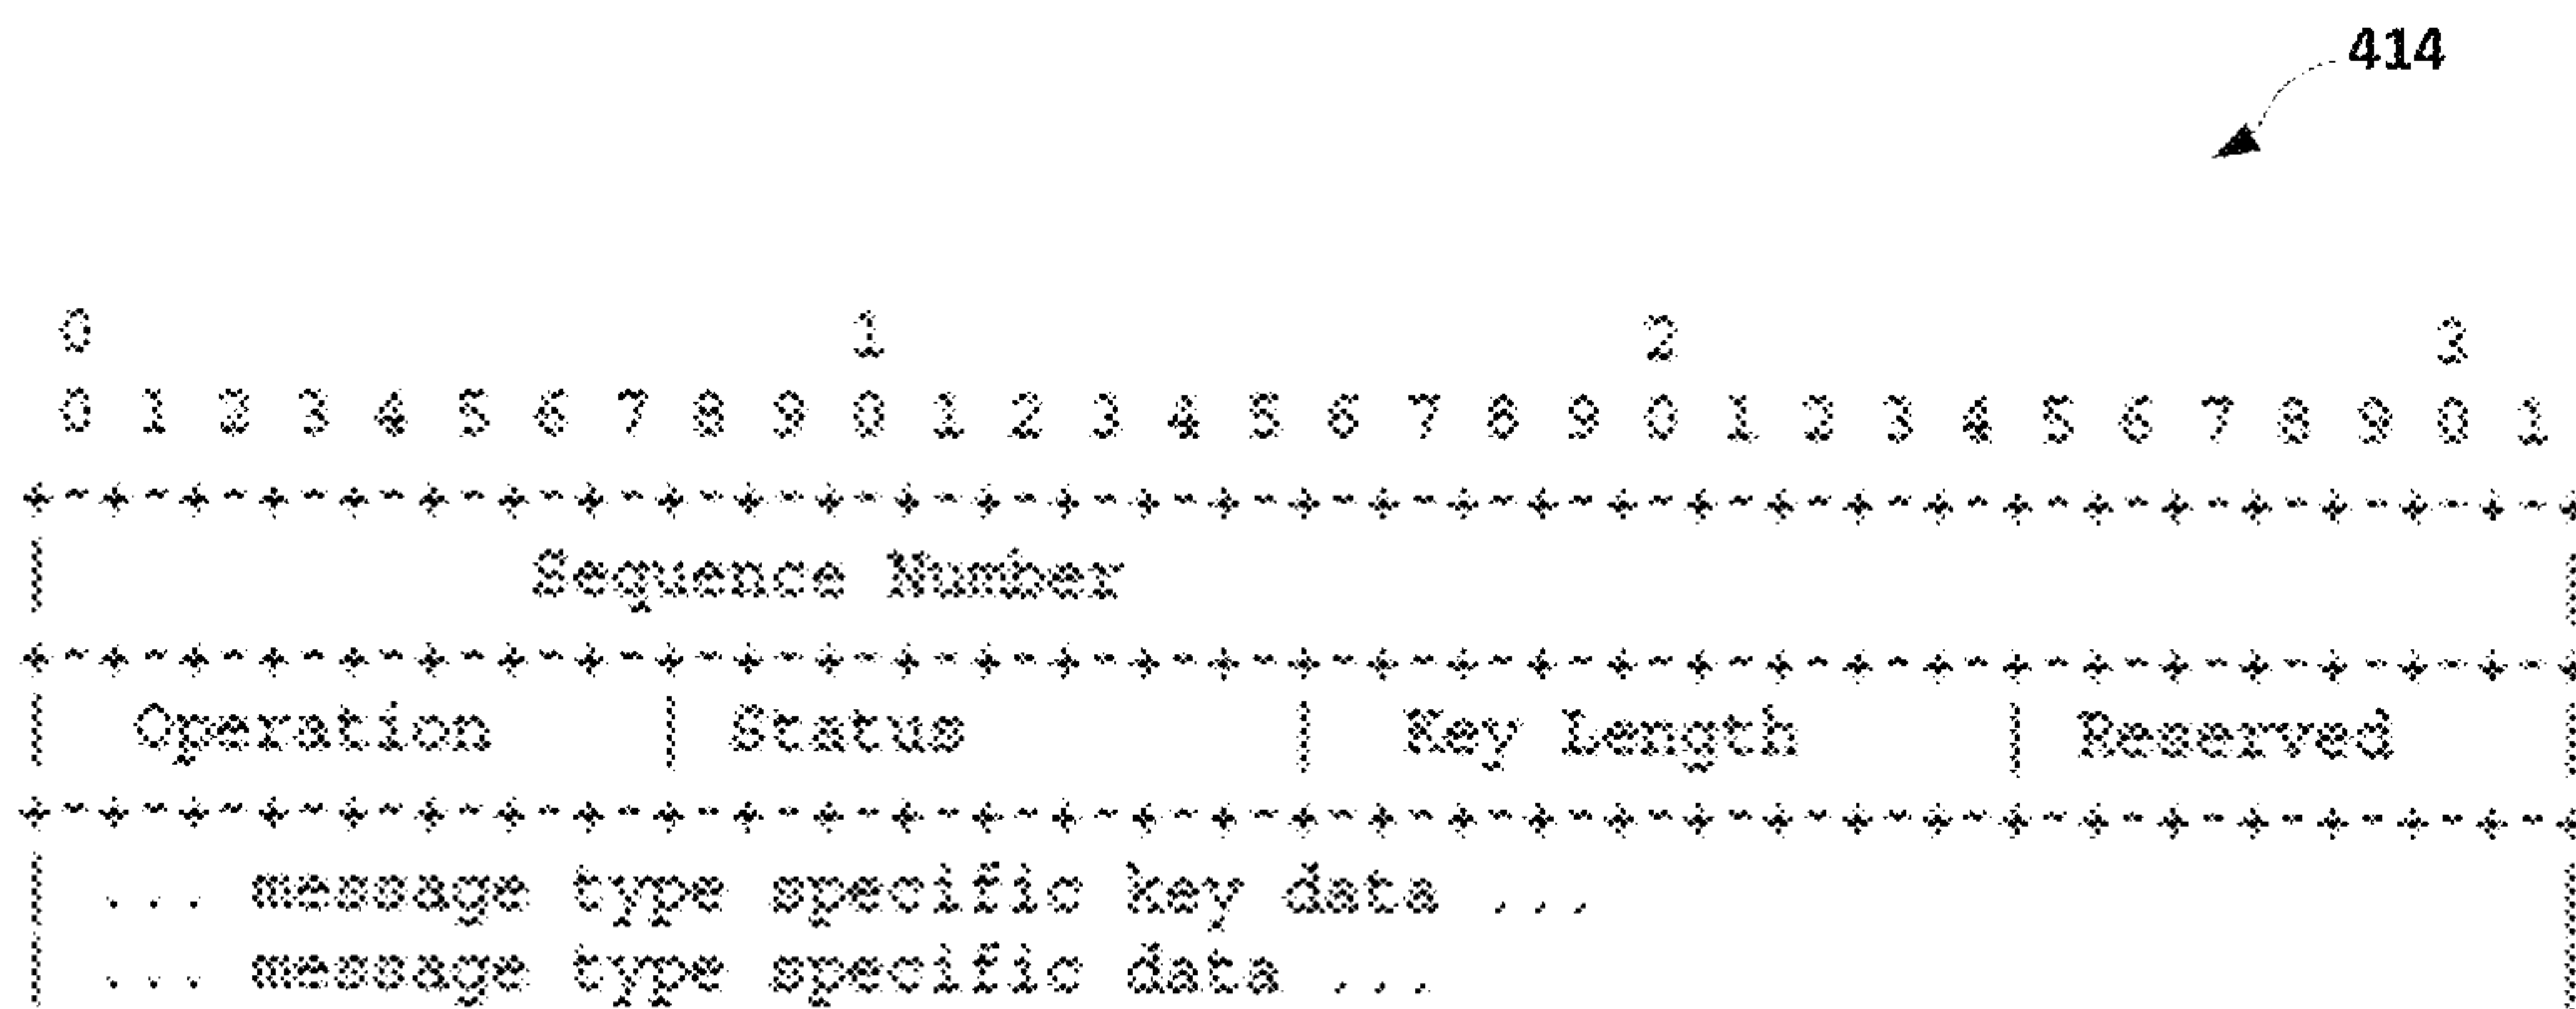 414
0 1 2 3
0 1 2 3 4 5 6 7 8 9 0 1 2 3 4 5 6 7 8 9 0 1 2 3 4 5 6 7 8 9 0 1
+-+-+-+-+-+-+-+-+-+-+-+-+-+-+-+-+-+-+-+-+-+-+-+-+-+-+-+-+-+-+-+-+
| Sequence Number |
+-+-+-+-+-+-+-+-+-+-+-+-+-+-+-+-+-+-+-+-+-+-+-+-+-+-+-+-+-+-+-+-+
| Operation | Status | Key Length | Reserved |
+-+-+-+-+-+-+-+-+-+-+-+-+-+-+-+-+-+-+-+-+-+-+-+-+-+-+-+-+-+-+-+-+
| ... message type specific key data ... |
| ... message type specific data ... |